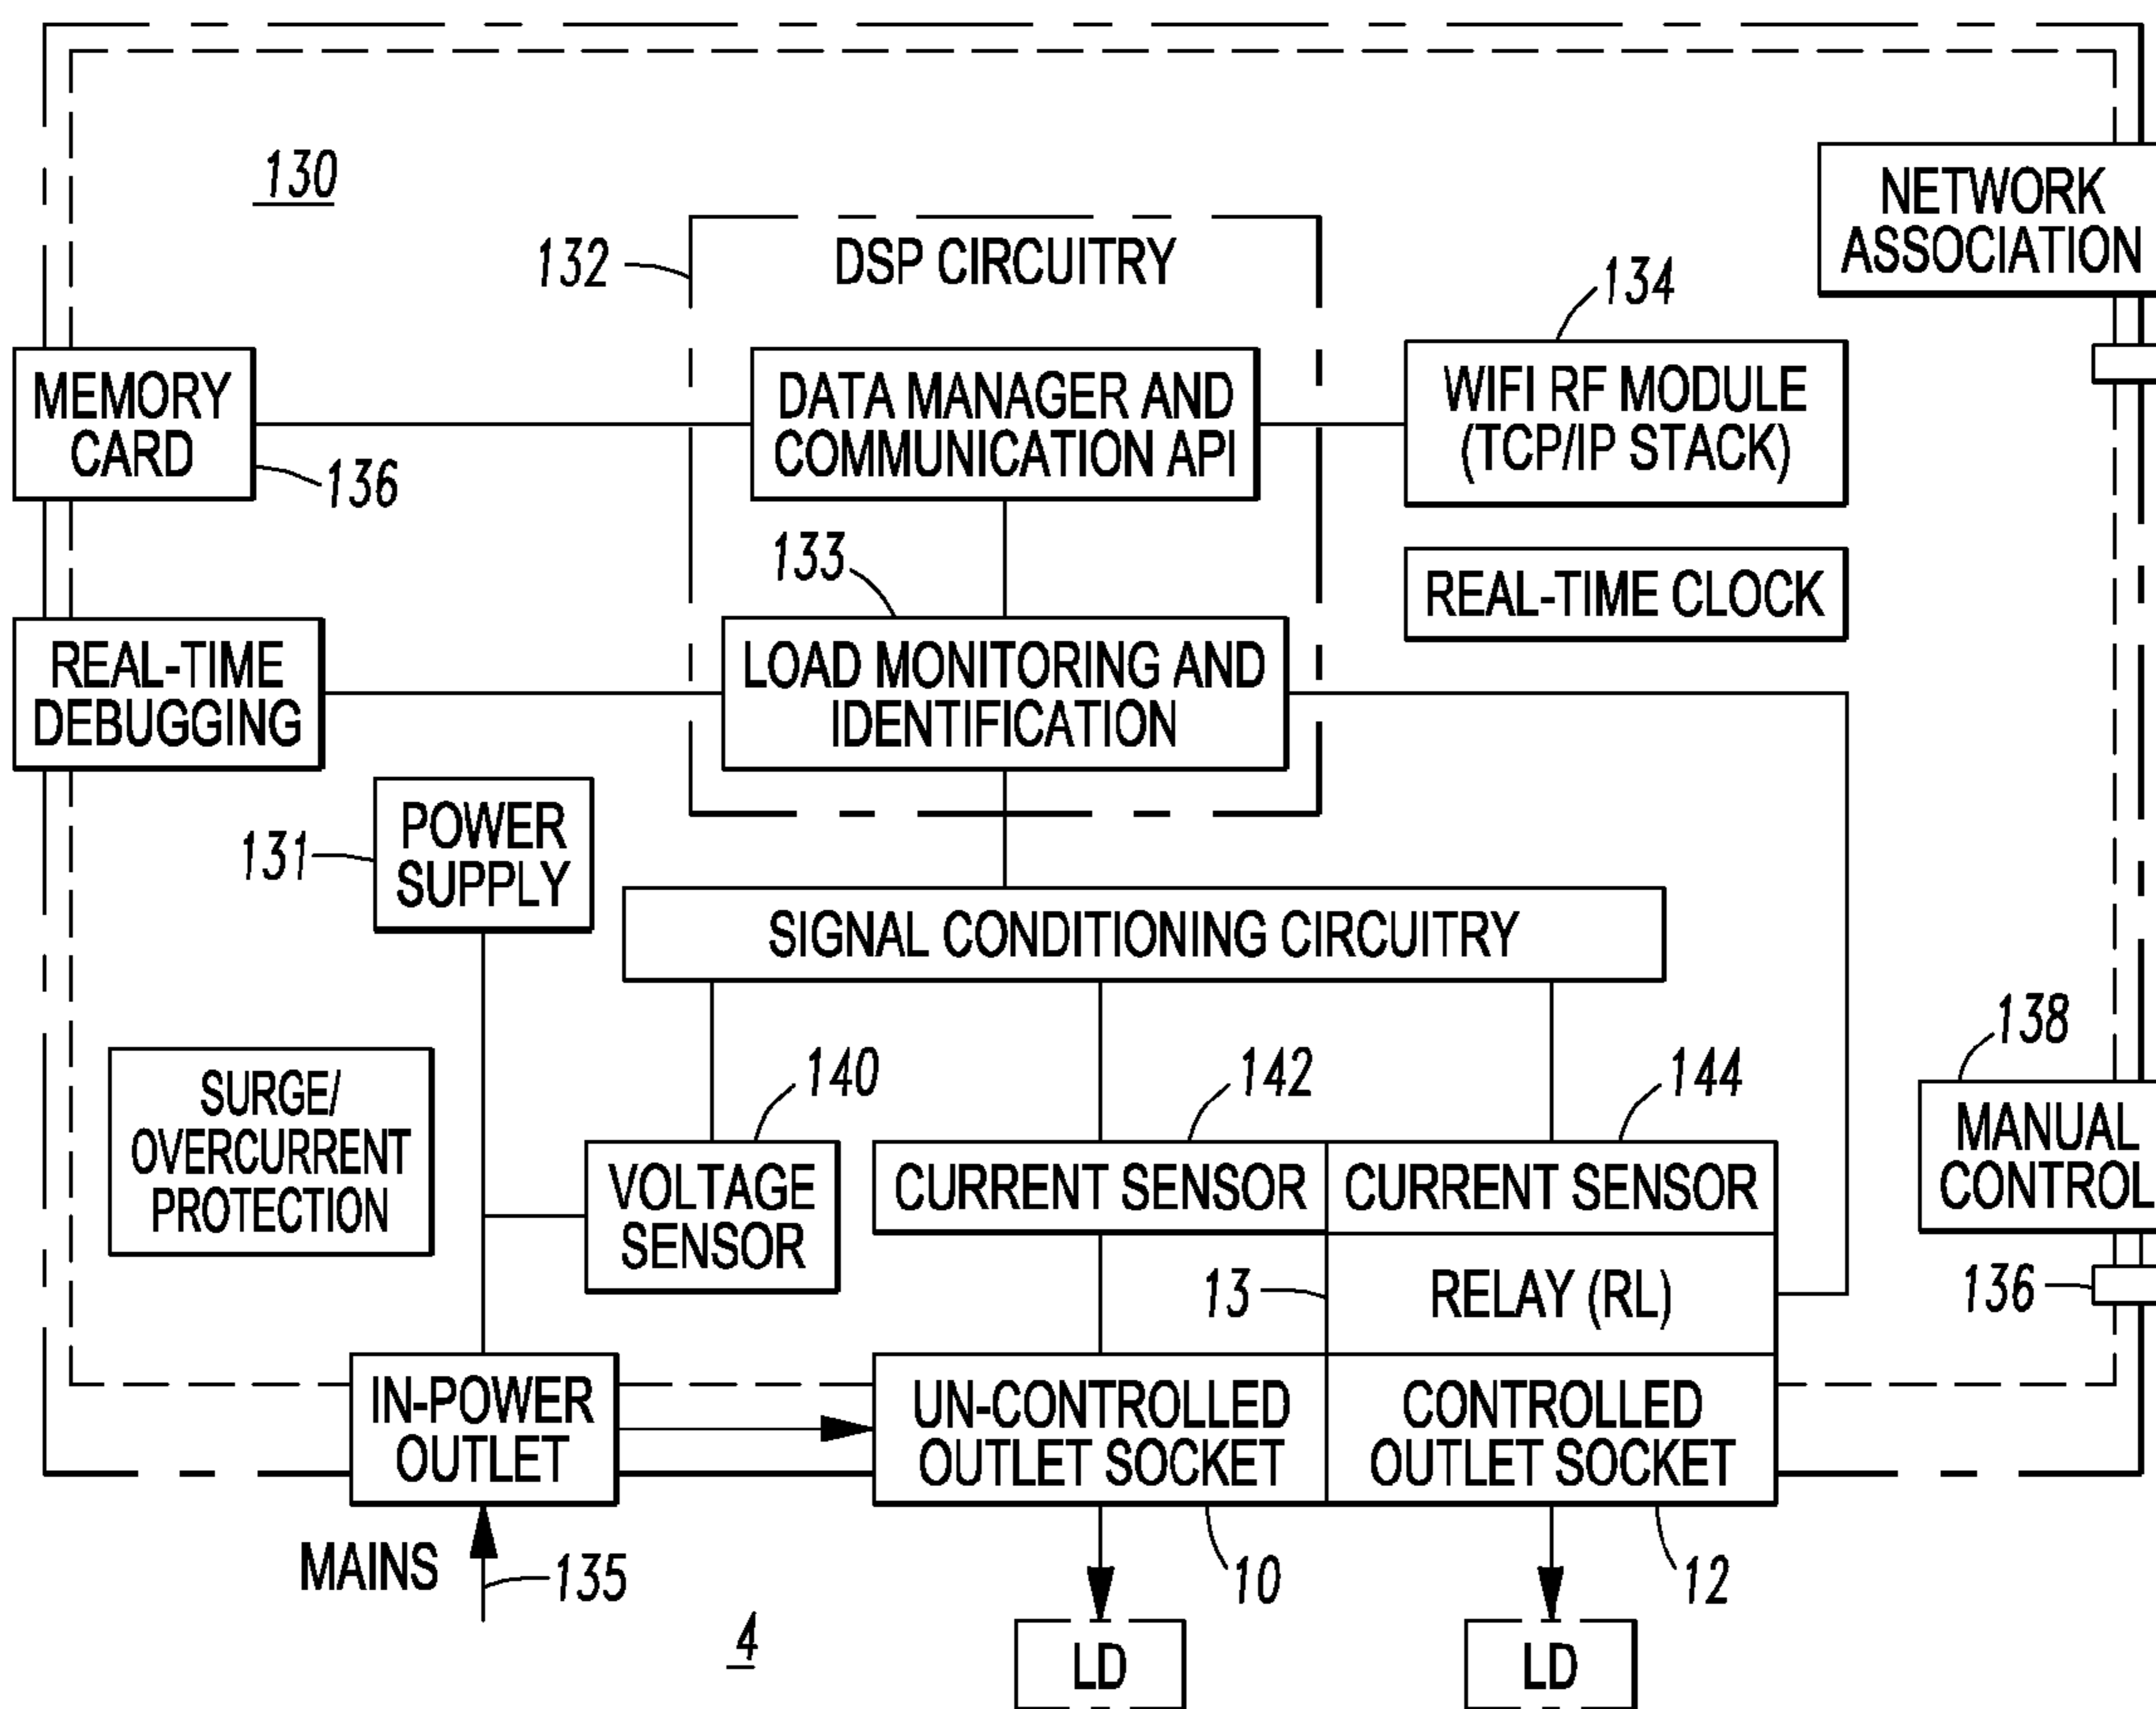 130
NETWORK
ASSOCIATION
132
DSP CIRCUITRY
134
MEMORY
CARD
136
DATA MANAGER AND
COMMUNICATION API
WIFI RF MODULE
(TCP/IP STACK)
133
REAL-TIME CLOCK
REAL-TIME
DEBUGGING
LOAD MONITORING AND
IDENTIFICATION
131
POWER
SUPPLY
SIGNAL CONDITIONING CIRCUITRY
138
SURGE/
OVERCURRENT
PROTECTION
140
142
144
VOLTAGE
SENSOR
CURRENT SENSOR
CURRENT SENSOR
MANUAL
CONTROL
13
RELAY (RL)
136
IN-POWER
OUTLET
UN-CONTROLLED
OUTLET SOCKET
CONTROLLED
OUTLET SOCKET
MAINS
135
10
12
4
LD
LD